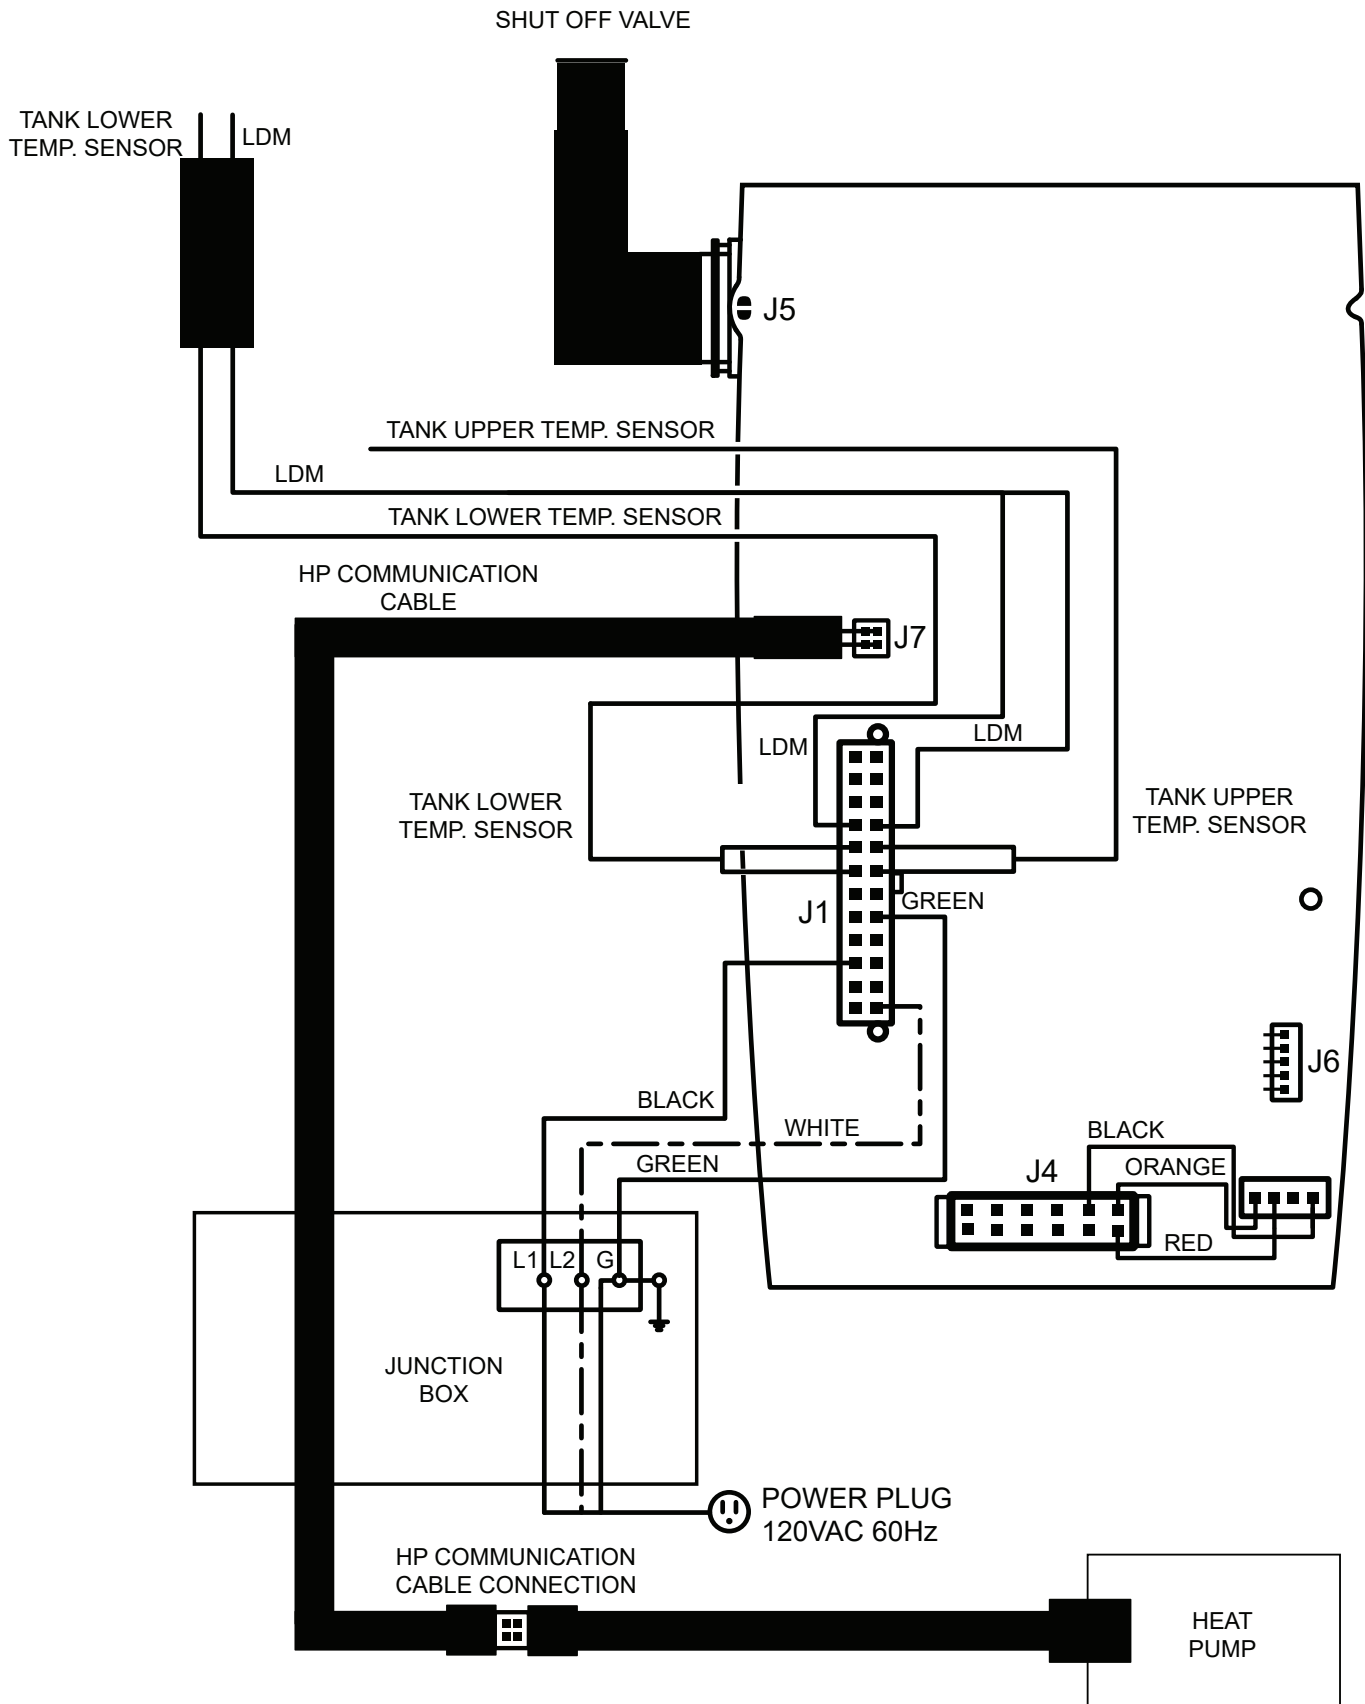 SHUT OFF VALVE
TANK LOWER
TEMP. SENSOR
LDM
J5
TANK UPPER TEMP. SENSOR
LDM
TANK LOWER TEMP. SENSOR
HP COMMUNICATION
CABLE
J7
LDM
LDM
TANK LOWER
TEMP. SENSOR
TANK UPPER
TEMP. SENSOR
J1
GREEN
J6
BLACK
WHITE
GREEN
BLACK
ORANGE
J4
RED
L1
L2
G
JUNCTION
BOX
POWER PLUG
120VAC 60Hz
HP COMMUNICATION
CABLE CONNECTION
HEAT
PUMP